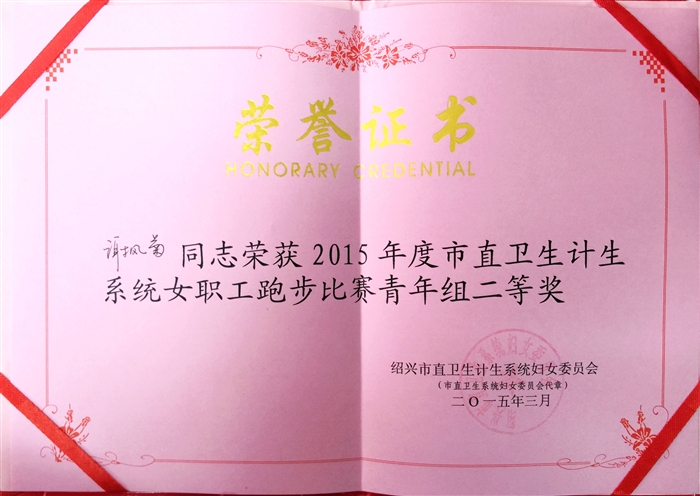 荣誉证书
HONORARY CREDENTIAL
同志荣获2015年度市直卫生计生
系统女职工跑步比赛青年组二等奖
绍兴市直卫生计生系统妇女委员会
(市直卫生系统妇女委员会代章)
二〇一五年三月